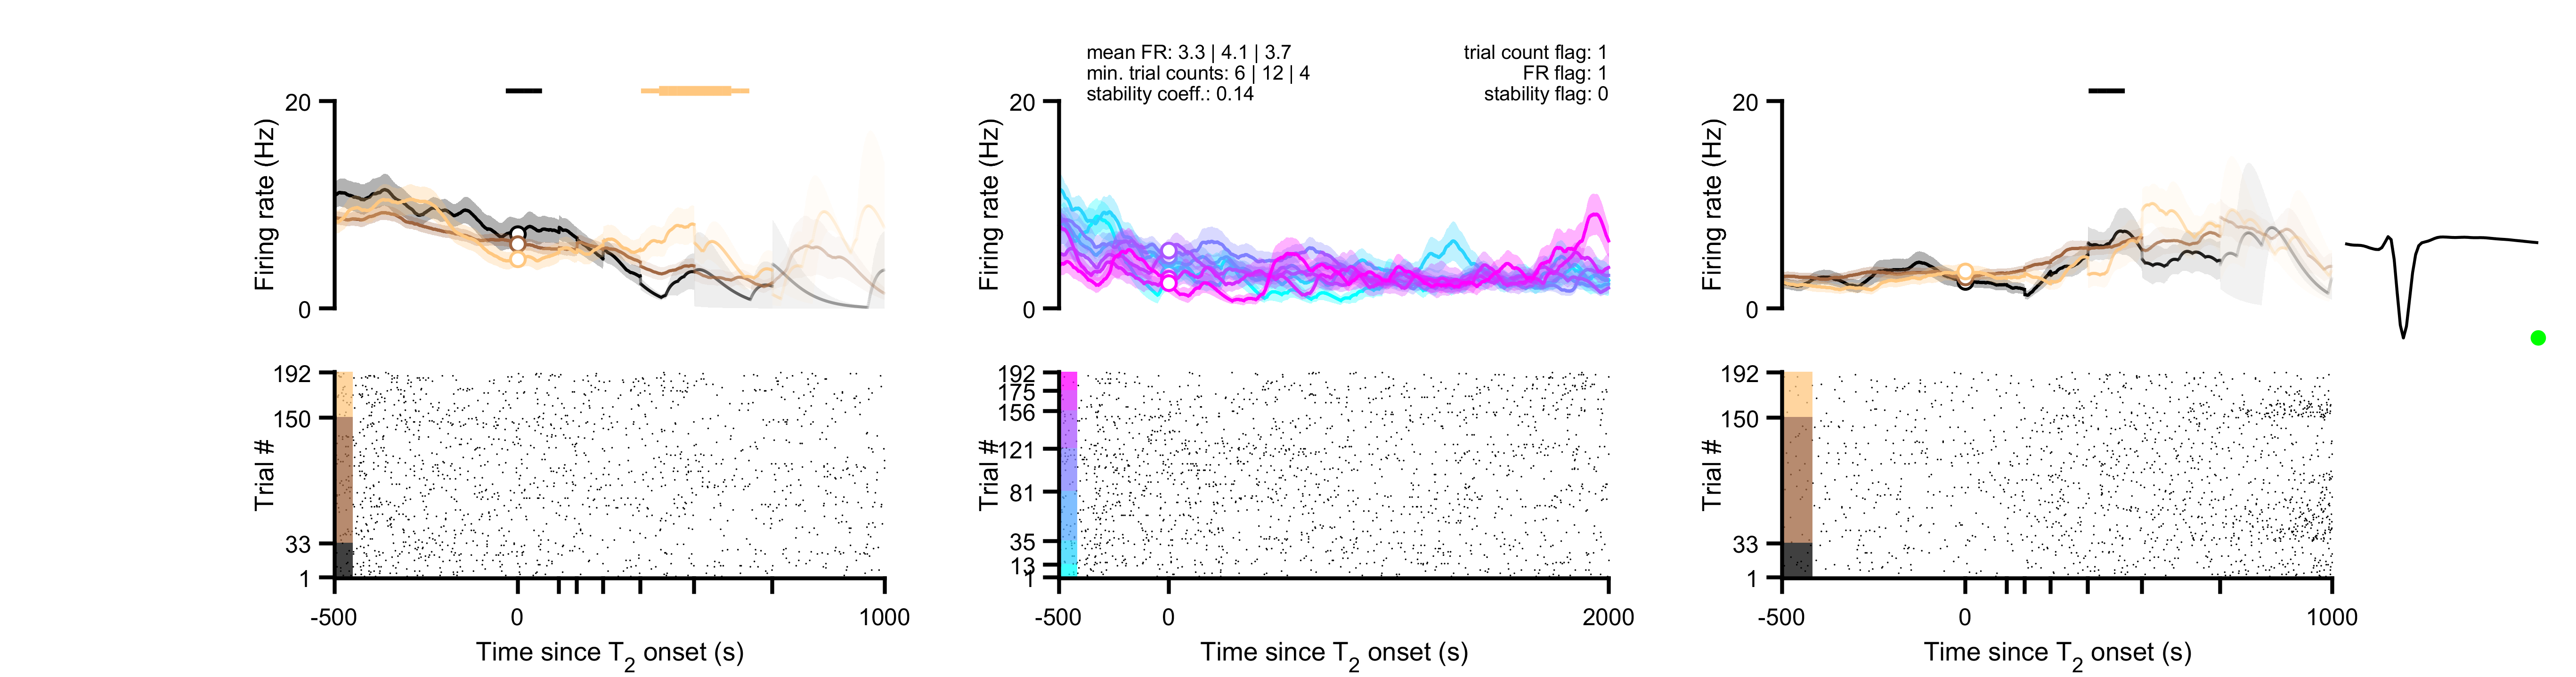 mean FR: 3.3 | 4.1 | 3.7
min. trial counts: 6 | 12 | 4
stability coeff.: 0.14
trial count flag: 1
FR flag: 1
stability flag: 0
20
0
Firing rate (Hz)
20
0
Firing rate (Hz)
20
0
Firing rate (Hz)
192
150
33
1
Trial #
-500
0
1000
Time since T2 onset (s)
192
175
156
121
81
35
13
1
Trial #
-500
0
2000
Time since T2 onset (s)
192
150
33
1
Trial #
-500
0
1000
Time since T2 onset (s)